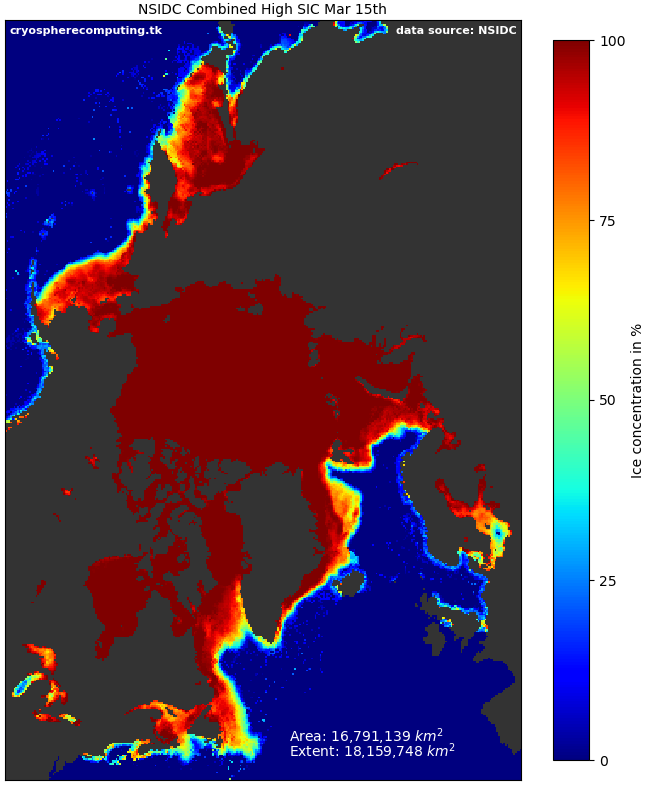 NSIDC Combined High SIC Mar 15th
cryospherecomputing.tk
data source: NSIDC
100
75
50
25
0
Ice concentration in %
Area: 16,791,139 km²
Extent: 18,159,748 km²